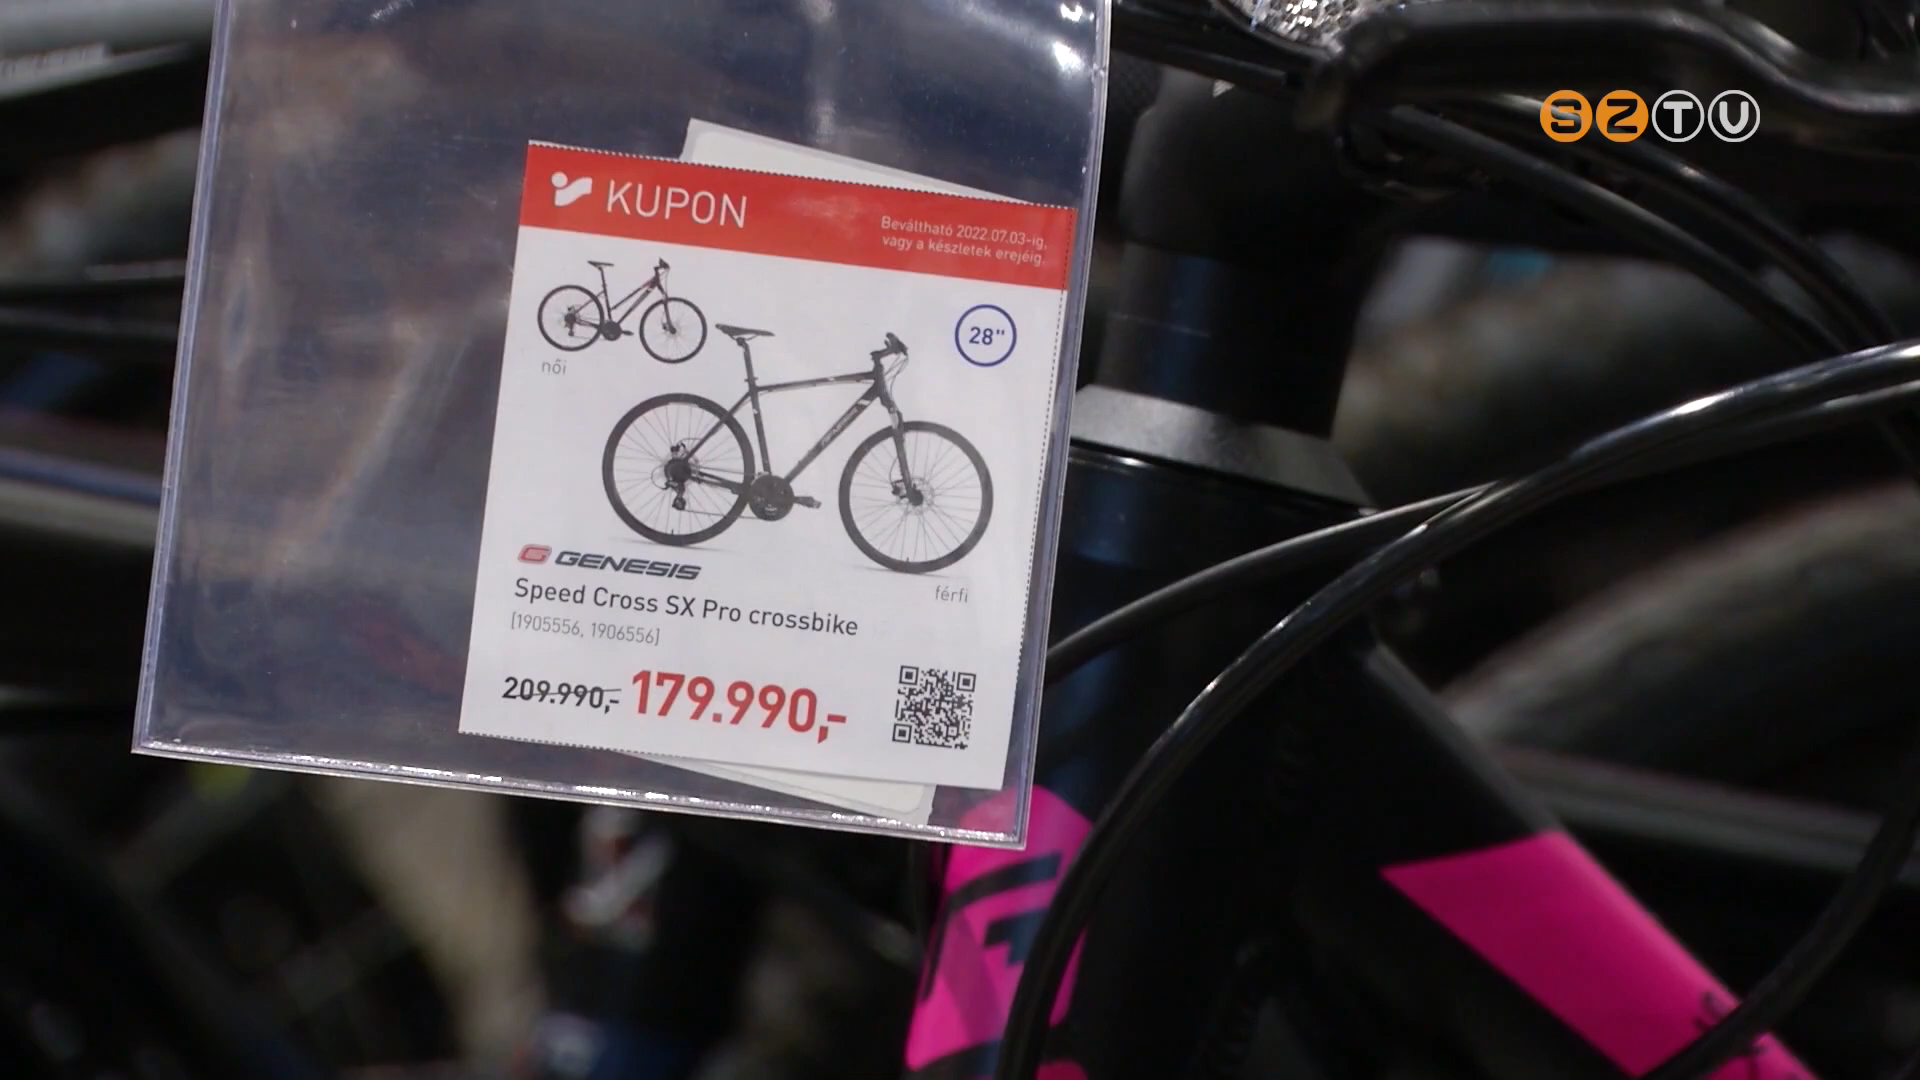 SZTV
KUPON
Beváltható 2022.07.03-ig,
vagy a készletek erejéig.
28"
női
férfi
GENESIS
Speed Cross SX Pro crossbike
[1905556, 1906556]
209.990,- 179.990,-